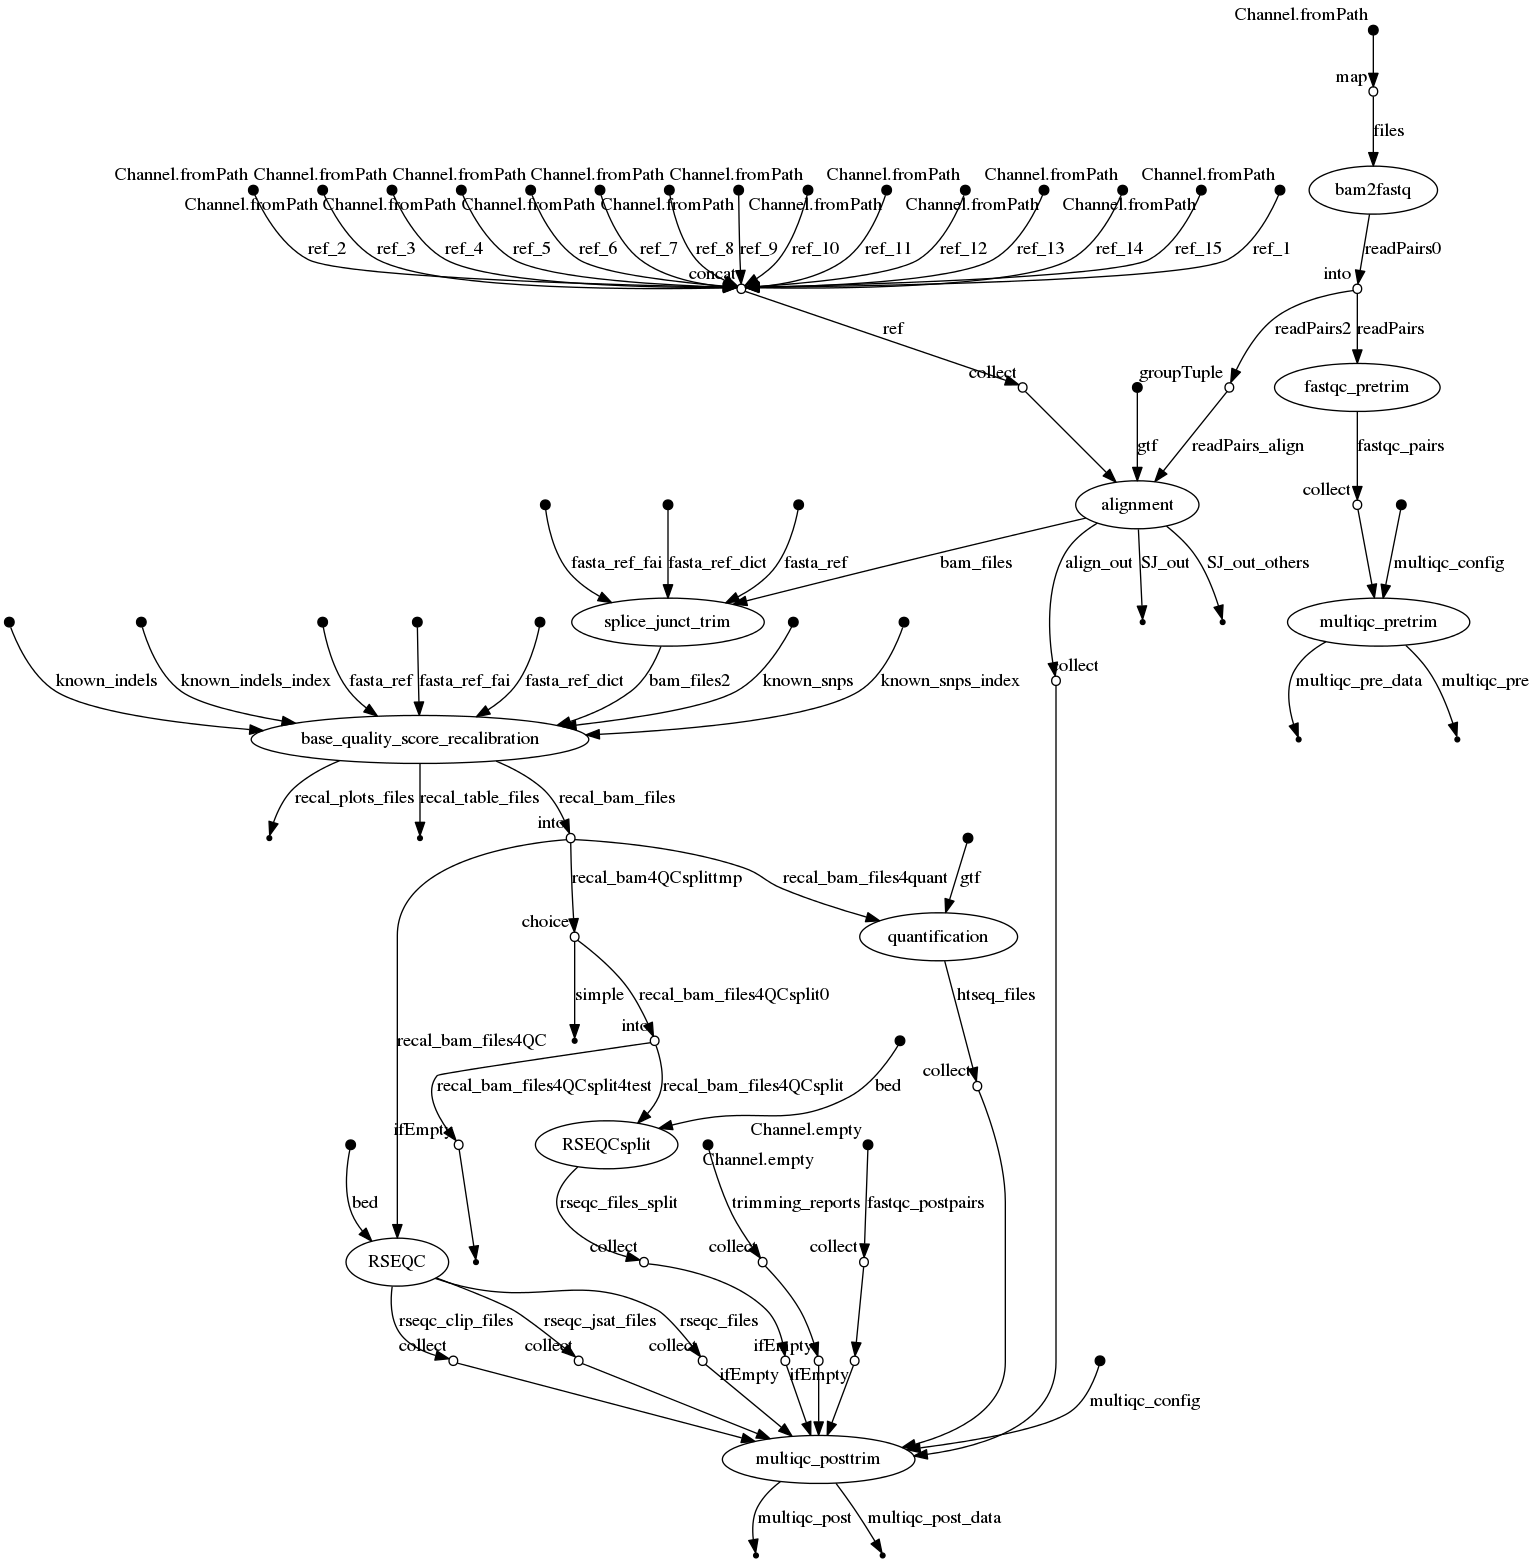 Channel.fromPath
map
files
Channel.fromPath Channel.fromPath Channel.fromPath Channel.fromPath Channel.fromPath Channel.fromPath Channel.fromPath Channel.fromPath
bam2fastq
Channel.fromPath Channel.fromPath Channel.fromPath Channel.fromPath Channel.fromPath Channel.fromPath Channel.fromPath
ref_2 ref_3 ref_4 ref_5 ref_6 ref_7 ref_8 ref_9 ref_10 ref_11 ref_12 ref_13 ref_14 ref_15 ref_1 readPairs0
concat into
ref readPairs2 readPairs
collect groupTuple
fastqc_pretrim
gtf readPairs_align fastqc_pairs
collect
alignment
fasta_ref_fai fasta_ref_dict fasta_ref bam_files align_out SJ_out SJ_out_others multiqc_config
splice_junct_trim multiqc_pretrim
collect
known_indels known_indels_index fasta_ref fasta_ref_fai fasta_ref_dict bam_files2 known_snps known_snps_index multiqc_pre_data multiqc_pre
base_quality_score_recalibration
recal_plots_files recal_table_files recal_bam_files
into
recal_bam4QCsplittmp recal_bam_files4quant gtf
choice
quantification
simple recal_bam_files4QCsplit0 htseq_files
into
recal_bam_files4QC
collect
recal_bam_files4QCsplit4test recal_bam_files4QCsplit bed
ifEmpty Channel.empty
RSEQCsplit
Channel.empty
bed rseqc_files_split trimming_reports fastqc_postpairs
collect collect collect
RSEQC
rseqc_clip_files rseqc_jsat_files rseqc_files
collect collect collect ifEmpty
ifEmpty ifEmpty
multiqc_config
multiqc_posttrim
multiqc_post multiqc_post_data